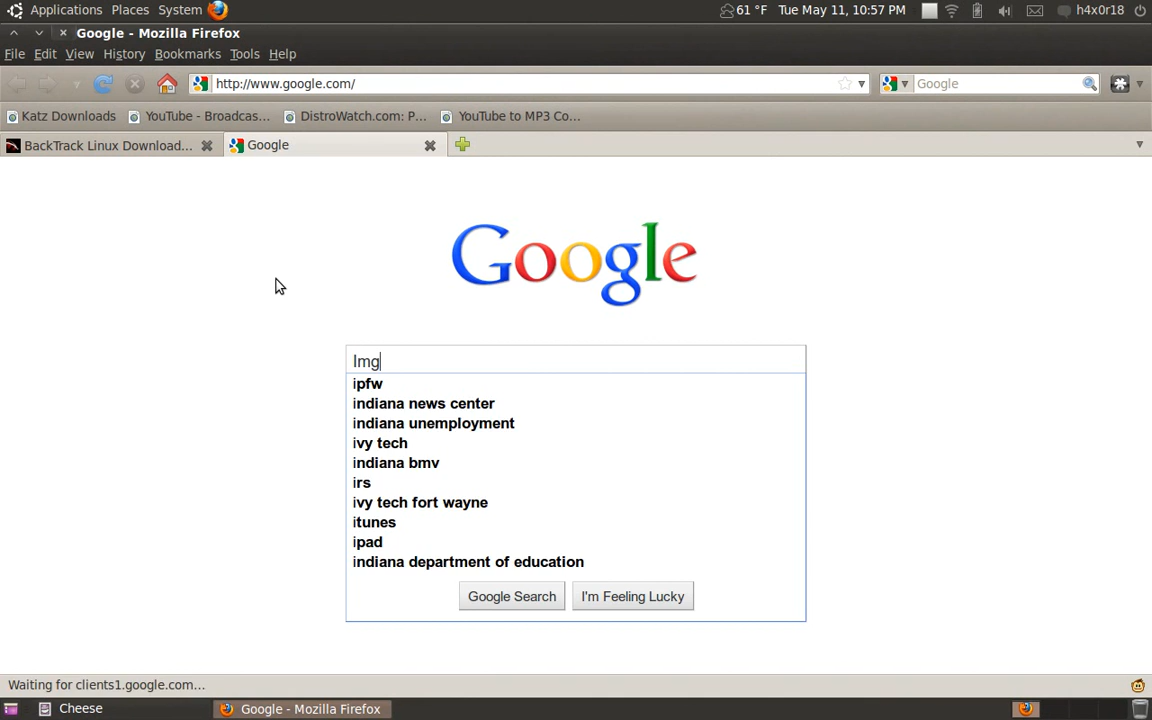 Applications Places System 61 °F Tue May 11, 10:57 PM h4x0r18
Google - Mozilla Firefox
File Edit View History Bookmarks Tools Help
http://www.google.com/ Google
Katz Downloads YouTube - Broadcas... DistroWatch.com: P... YouTube to MP3 Co...
BackTrack Linux Download... Google
Google
Img
ipfw
indiana news center
indiana unemployment
ivy tech
indiana bmv
irs
ivy tech fort wayne
itunes
ipad
indiana department of education
Google Search I'm Feeling Lucky
Waiting for clients1.google.com...
Cheese Google - Mozilla Firefox